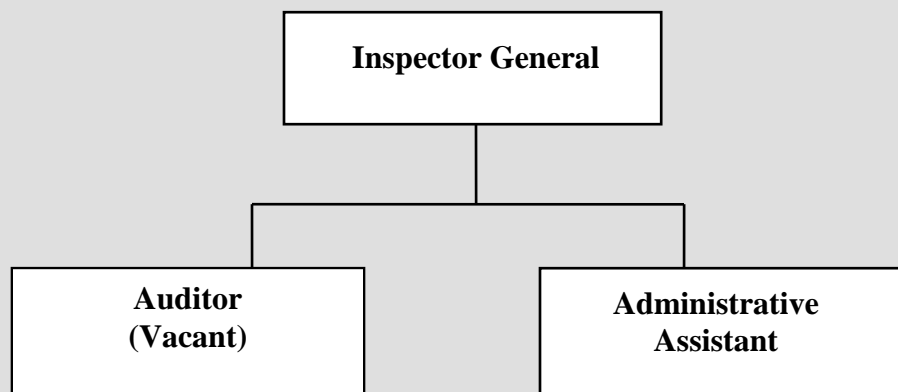 Inspector General
Auditor
(Vacant)
Administrative
Assistant